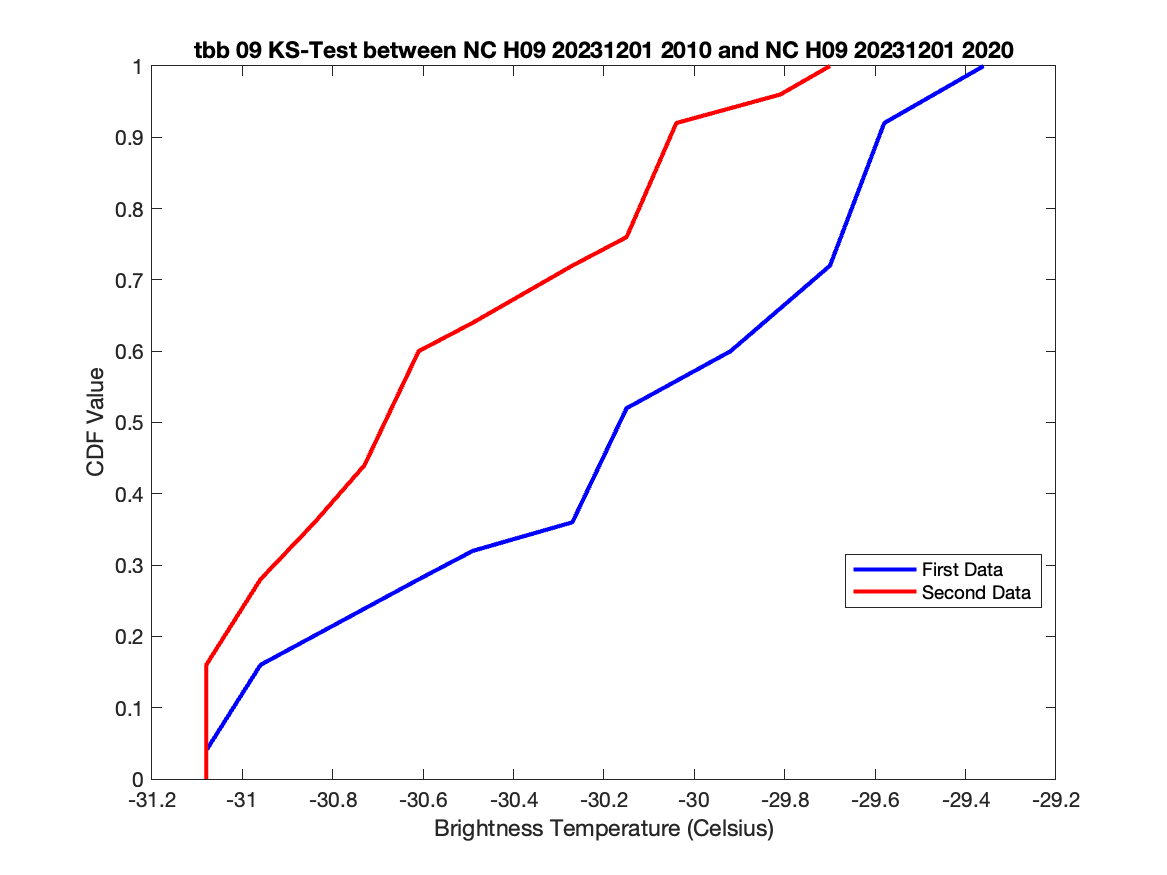 tbb 09 KS-Test between NC H09 20231201 2010 and NC H09 20231201 2020
1
0.9
0.8
0.7
0.6
0.5
0.4
0.3
0.2
0.1
0
CDF Value
First Data
Second Data
-31.2 -31 -30.8 -30.6 -30.4 -30.2 -30 -29.8 -29.6 -29.4 -29.2
Brightness Temperature (Celsius)